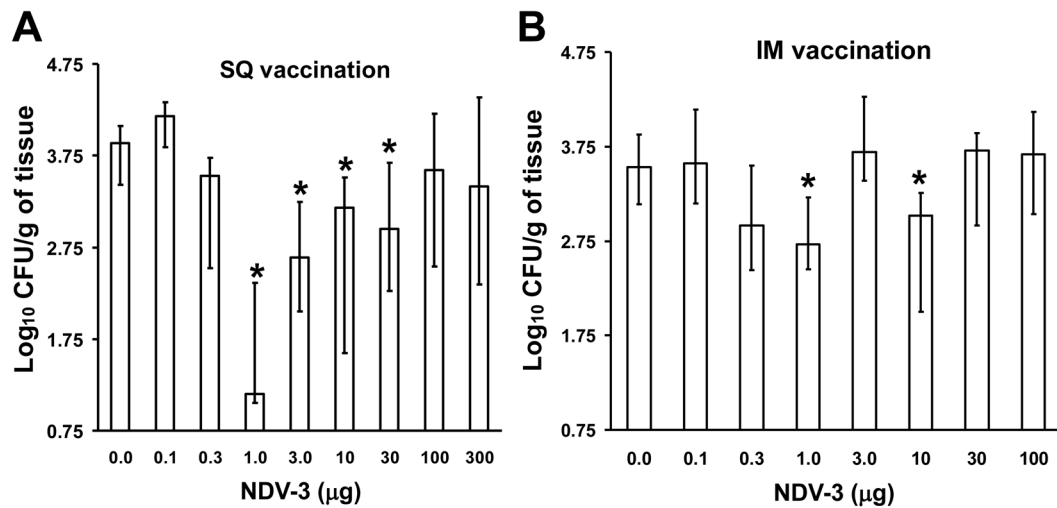 A
SQ vaccination
Log₁₀ CFU/g of tissue
4.75
3.75
2.75
1.75
0.75
*
*
*
*
0.0 0.1 0.3 1.0 3.0 10 30 100 300
NDV-3 (μg)
B
IM vaccination
Log₁₀ CFU/g of tissue
4.75
3.75
2.75
1.75
0.75
*
*
0.0 0.1 0.3 1.0 3.0 10 30 100
NDV-3 (μg)